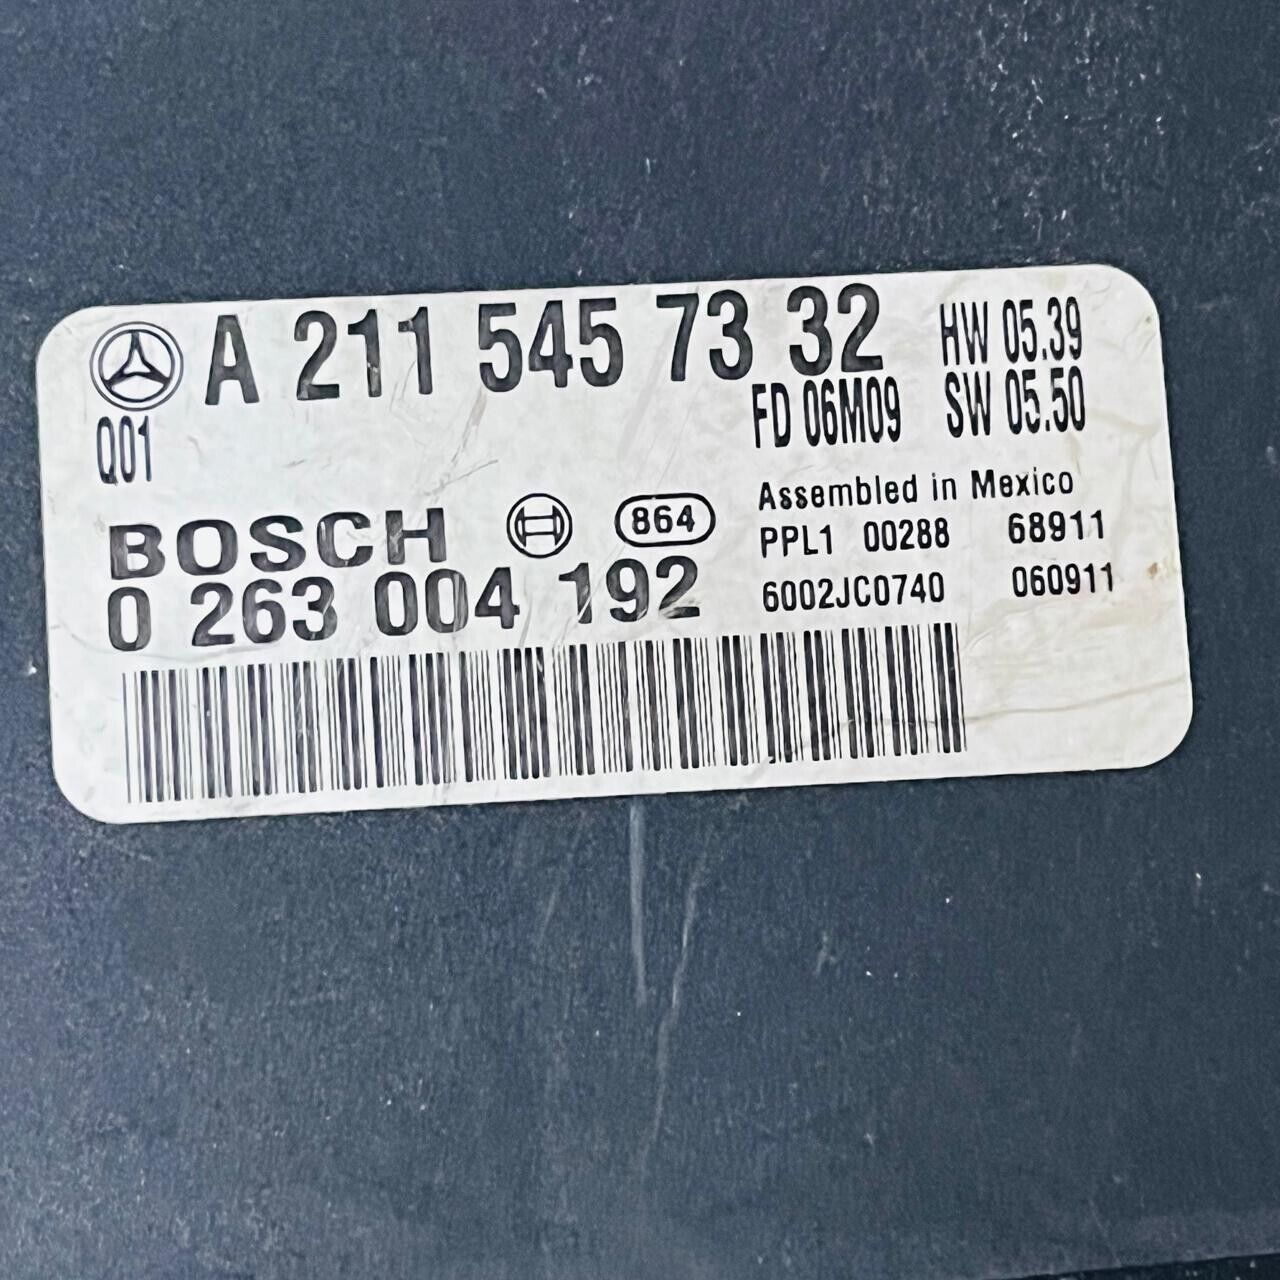 A 211 545 73 32 HW 05.39
Q01 FD 06M09 SW 05.50
Assembled in Mexico
BOSCH 864 PPL1 00288 68911
0 263 004 192 6002JC0740 060911